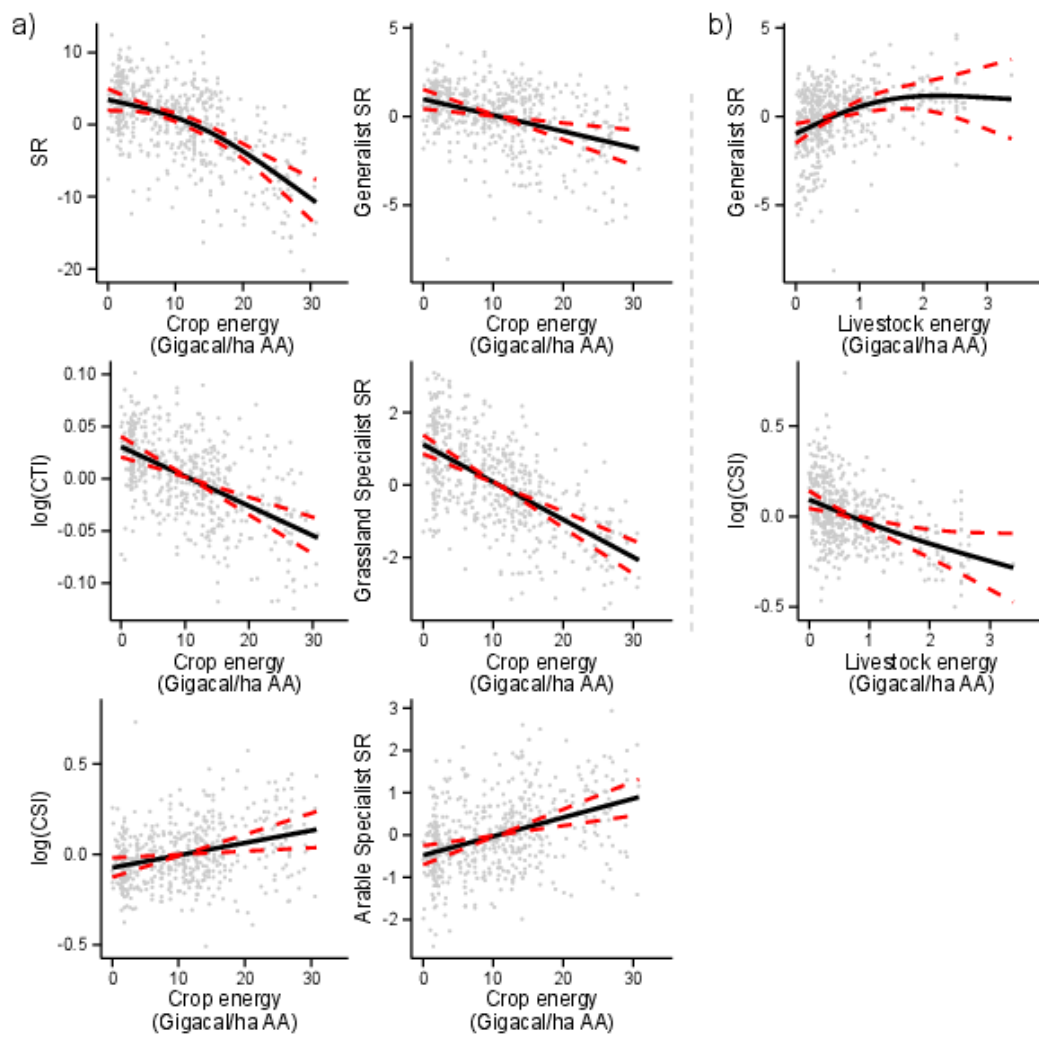 a)
SR
10
0
-10
-20
0 10 20 30
Crop energy
(Gigacal/ha AA)
Generalist SR
5
0
-5
0 10 20 30
Crop energy
(Gigacal/ha AA)
b)
Generalist SR
5
0
-5
0 1 2 3
Livestock energy
(Gigacal/ha AA)
log(CTI)
0.10
0.05
0.00
-0.05
-0.10
0 10 20 30
Crop energy
(Gigacal/ha AA)
Grassland Specialist SR
2
0
-2
0 10 20 30
Crop energy
(Gigacal/ha AA)
log(CSI)
0.5
0.0
-0.5
0 1 2 3
Livestock energy
(Gigacal/ha AA)
log(CSI)
0.5
0.0
-0.5
0 10 20 30
Crop energy
(Gigacal/ha AA)
Arable Specialist SR
3
2
1
0
-1
-2
0 10 20 30
Crop energy
(Gigacal/ha AA)